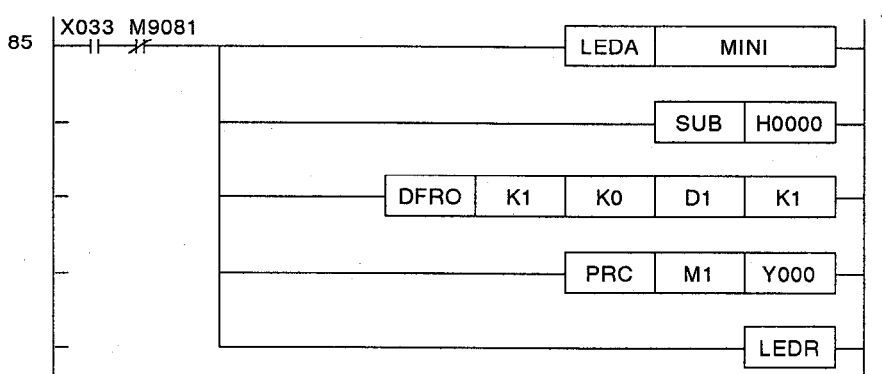 X033 M9081
85 LEDA MINI
SUB H0000
DFRO K1 K0 D1 K1
PRC M1 Y000
LEDR